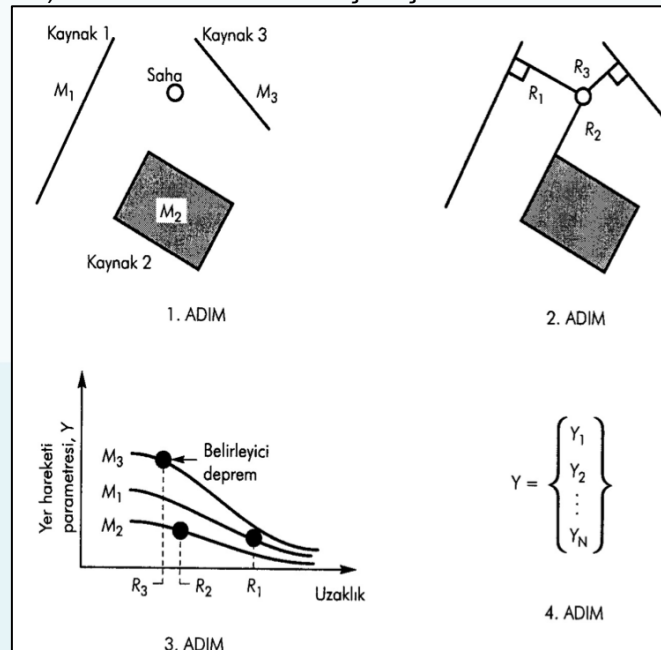 Kaynak 1
Kaynak 3
Saha
M₁
M₃
M₂
Kaynak 2
1. ADIM
R₃
R₁
R₂
2. ADIM
Yer hareketi
parametresi, Y
M₃
Belirleyici
deprem
M₁
M₂
R₃
R₂
R₁
Uzaklık
3. ADIM
Y =
Y₁
Y₂
⋮
Y_N
4. ADIM